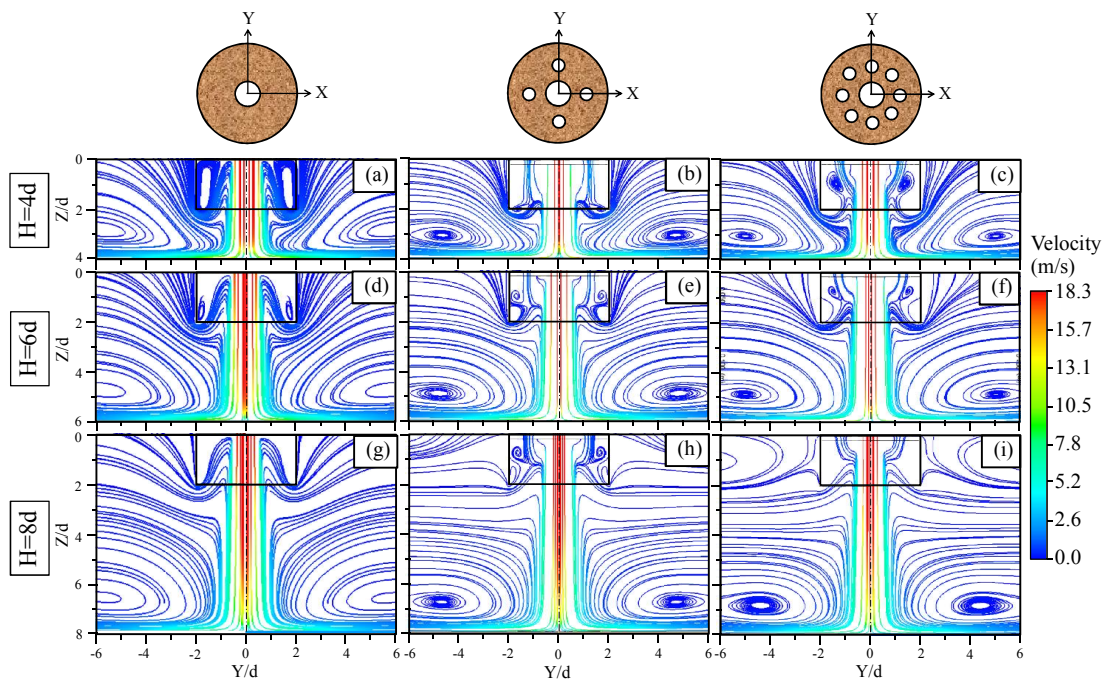 Y Y Y
X X X
0 (a) (b) (c)
H=4d Z/d 2
4
0 (d) (e) (f)
H=6d Z/d 2
4
6
0 (g) (h) (i)
H=8d Z/d 2
4
6
8
-6 -4 -2 0 2 4 6 -4 -2 0 2 4 6 -4 -2 0 2 4 6
Y/d Y/d Y/d
Velocity
(m/s)
18.3
15.7
13.1
10.5
7.8
5.2
2.6
0.0